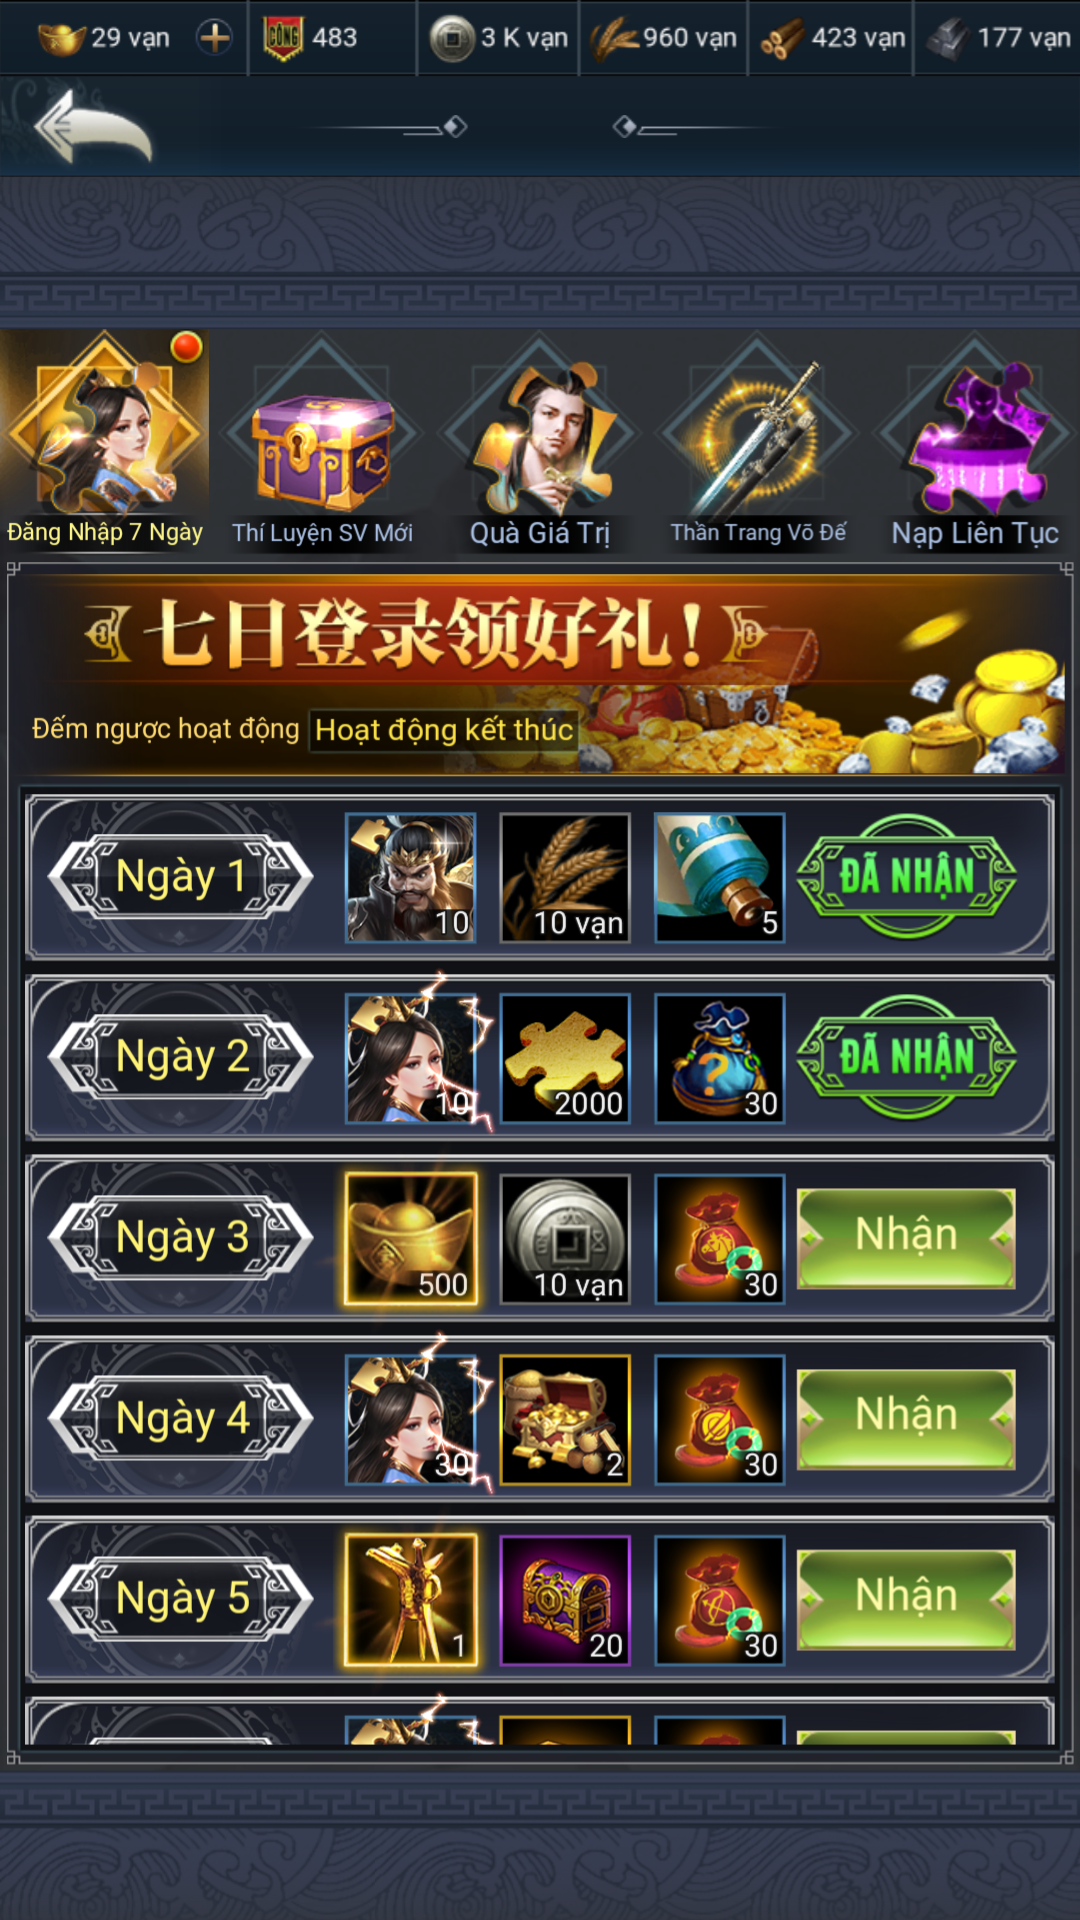 29 vạn
CÔNG 483
3 K vạn
960 vạn
423 vạn
177 vạn
Đăng Nhập 7 Ngày
Thí Luyện SV Mới
Quà Giá Trị
Thần Trang Võ Đế
Nạp Liên Tục
七日登录领好礼!
Đếm ngược hoạt động Hoạt động kết thúc
Ngày 1 10 10 vạn 5 ĐÃ NHẬN
Ngày 2 10 2000 30 ĐÃ NHẬN
Ngày 3 500 10 vạn 30 Nhận
Ngày 4 30 2 30 Nhận
Ngày 5 1 20 30 Nhận